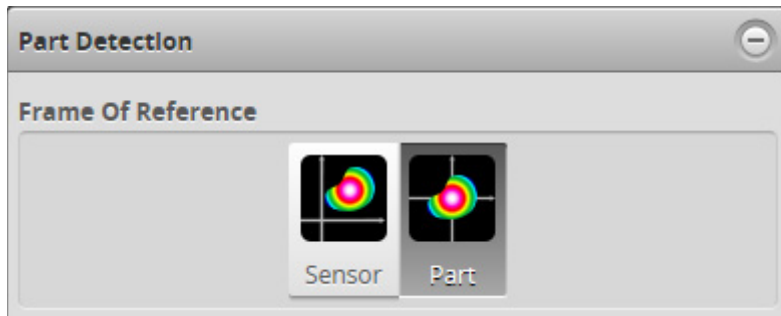 Part Detection
Frame Of Reference
Sensor Part